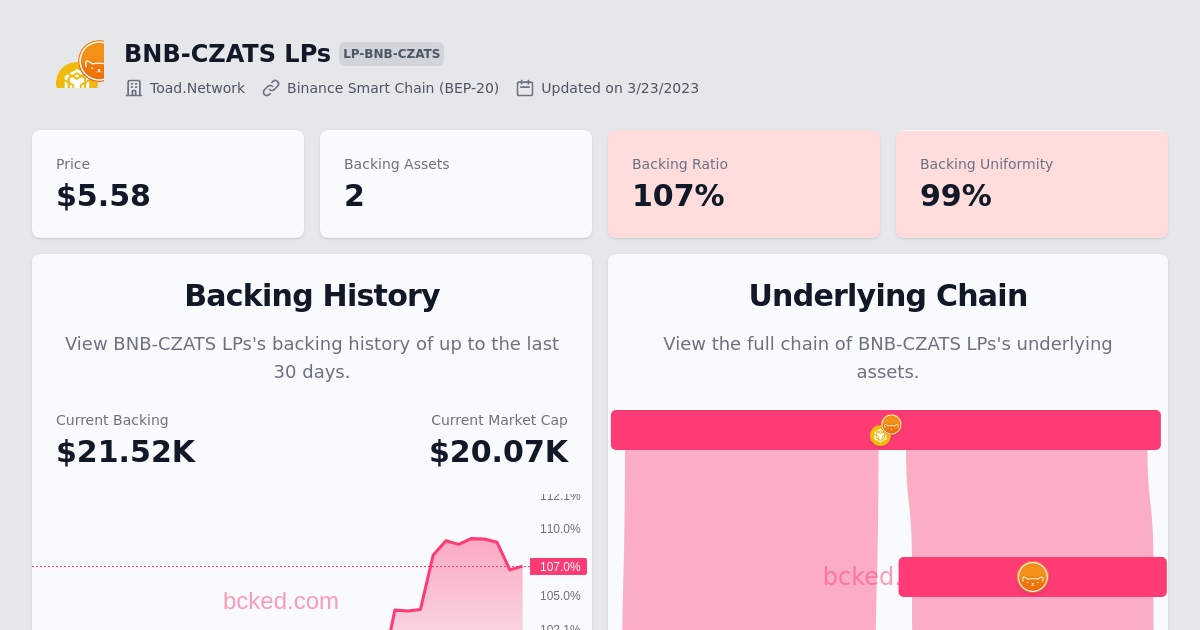 BNB-CZATS LPs LP-BNB-CZATS
Toad.Network Binance Smart Chain (BEP-20) Updated on 3/23/2023
Price
$5.58
Backing Assets
2
Backing Ratio
107%
Backing Uniformity
99%
Backing History
View BNB-CZATS LPs's backing history of up to the last
30 days.
Current Backing
$21.52K
Current Market Cap
$20.07K
112.1%
110.0%
107.0%
105.0%
102.1%
bcked.com
Underlying Chain
View the full chain of BNB-CZATS LPs's underlying
assets.
bcked.